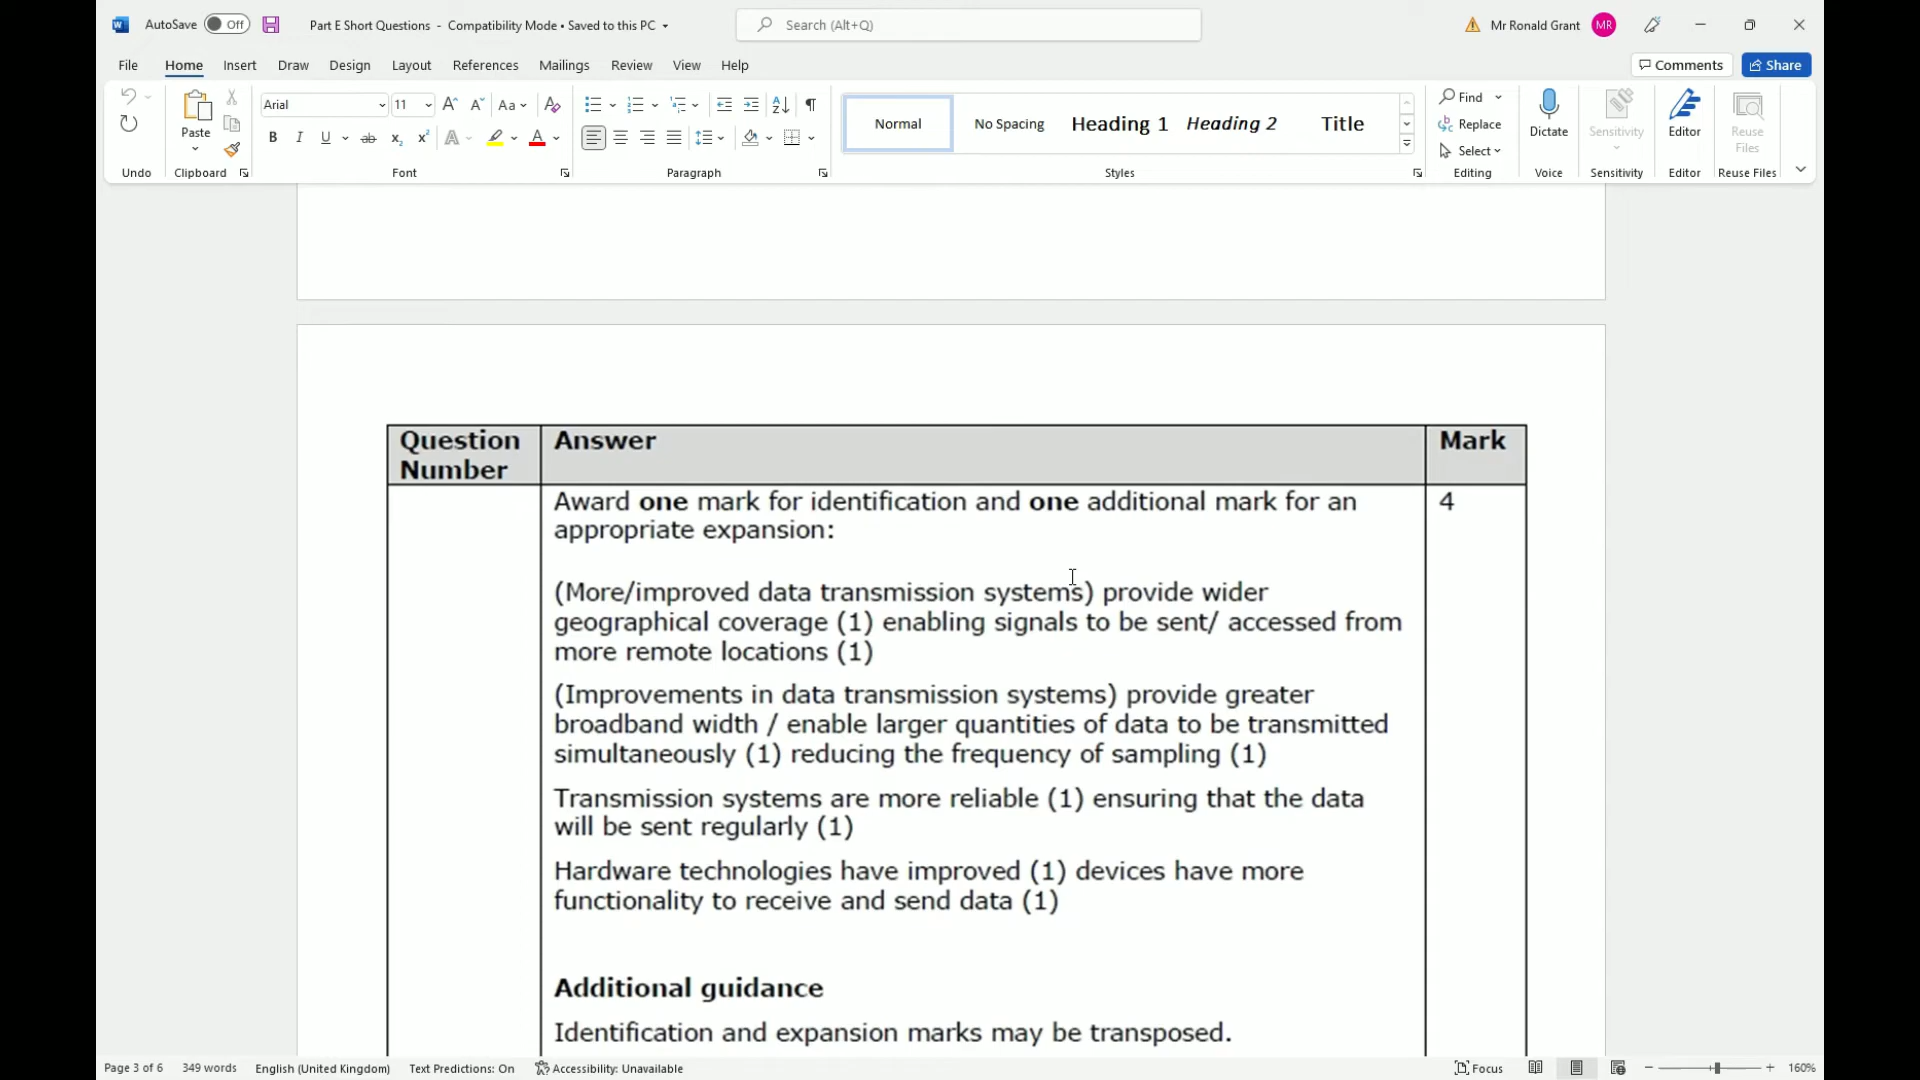 AutoSave Off Part E Short Questions - Compatibility Mode • Saved to this PC Search (Alt+Q) Mr Ronald Grant MR
File Home Insert Draw Design Layout References Mailings Review View Help Comments Share
Arial 11 Aa
Paste
Normal No Spacing Heading 1 Heading 2 Title
Find
Replace
Select
Dictate Sensitivity Editor Reuse Files
Undo Clipboard Font Paragraph Styles Editing Voice Sensitivity Editor Reuse Files
Question Number Answer Mark
Award one mark for identification and one additional mark for an 4
appropriate expansion:
(More/improved data transmission systems) provide wider
geographical coverage (1) enabling signals to be sent/ accessed from
more remote locations (1)
(Improvements in data transmission systems) provide greater
broadband width / enable larger quantities of data to be transmitted
simultaneously (1) reducing the frequency of sampling (1)
Transmission systems are more reliable (1) ensuring that the data
will be sent regularly (1)
Hardware technologies have improved (1) devices have more
functionality to receive and send data (1)
Additional guidance
Identification and expansion marks may be transposed.
Page 3 of 6 349 words English (United Kingdom) Text Predictions: On Accessibility: Unavailable Focus 160%